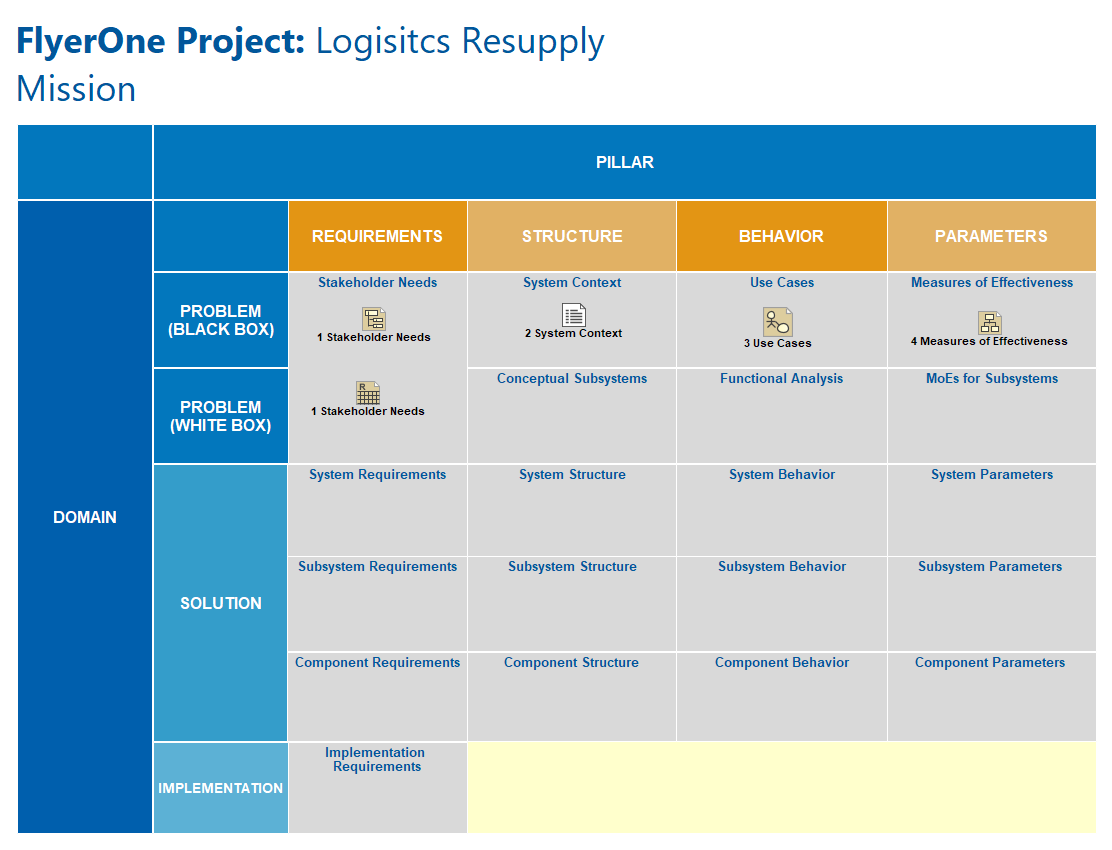 FlyerOne Project: Logisitcs Resupply
Mission
PILLAR
REQUIREMENTS
STRUCTURE
BEHAVIOR
PARAMETERS
DOMAIN
PROBLEM
(BLACK BOX)
Stakeholder Needs
1 Stakeholder Needs
System Context
2 System Context
Use Cases
3 Use Cases
Measures of Effectiveness
4 Measures of Effectiveness
PROBLEM
(WHITE BOX)
R
1 Stakeholder Needs
Conceptual Subsystems
Functional Analysis
MoEs for Subsystems
SOLUTION
System Requirements
System Structure
System Behavior
System Parameters
Subsystem Requirements
Subsystem Structure
Subsystem Behavior
Subsystem Parameters
Component Requirements
Component Structure
Component Behavior
Component Parameters
IMPLEMENTATION
Implementation
Requirements